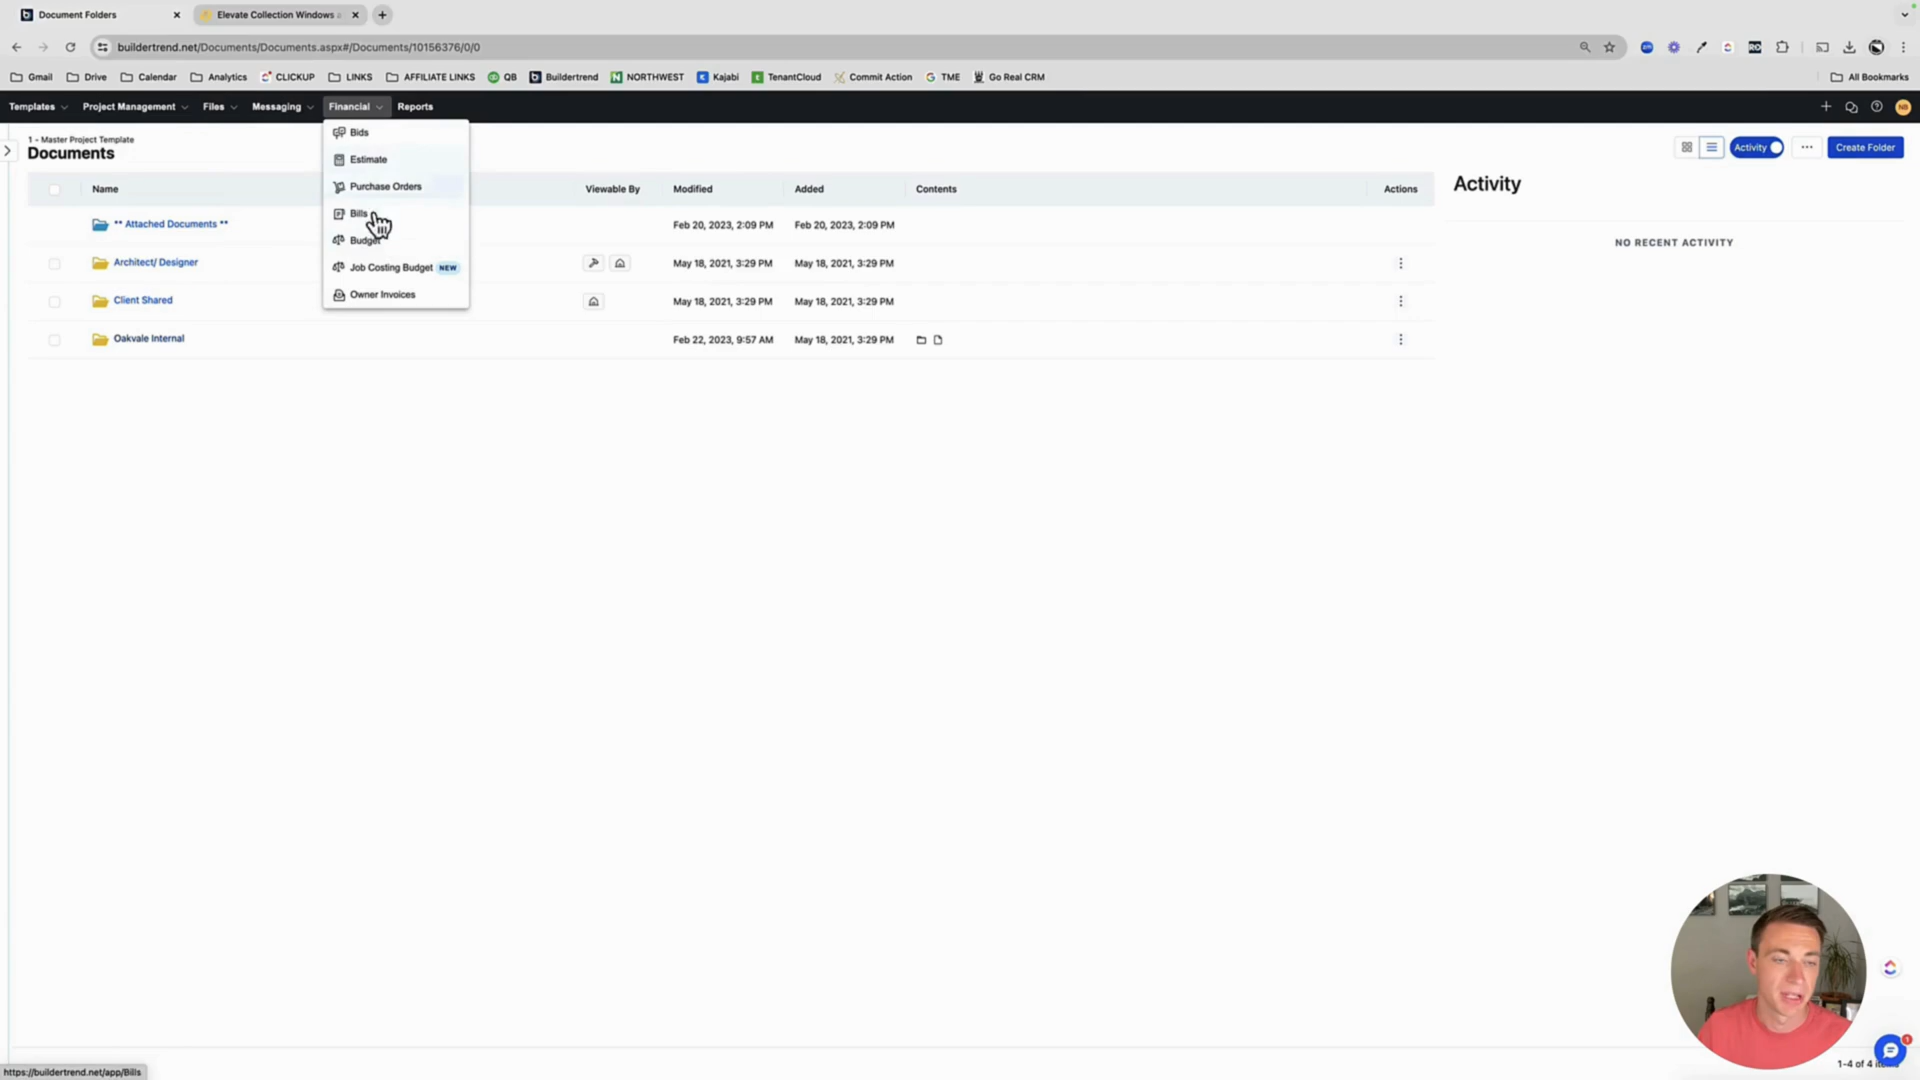 Document Folders
Elevate Collection Windows
buildertrend.net/Documents/Documents.aspx#/Documents/10156376/0/0
Gmail Drive Calendar Analytics CLICKUP LINKS AFFILIATE LINKS QB Buildertrend NORTHWEST Kajabi TenantCloud Commit Action TME Go Real CRM All Bookmarks
Templates Project Management Files Messaging Financial Reports
1 - Master Project Template
Documents
Activity
Create Folder
Bids
Estimate
Purchase Orders
Bills
Budget
Job Costing Budget NEW
Owner Invoices
Name Viewable By Modified Added Contents Actions
** Attached Documents ** Feb 20, 2023, 2:09 PM Feb 20, 2023, 2:09 PM
Architect/ Designer May 18, 2021, 3:29 PM May 18, 2021, 3:29 PM
Client Shared May 18, 2021, 3:29 PM May 18, 2021, 3:29 PM
Oakvale Internal Feb 22, 2023, 9:57 AM May 18, 2021, 3:29 PM
Activity
NO RECENT ACTIVITY
1-4 of 4
1
https://buildertrend.net/app/Bills